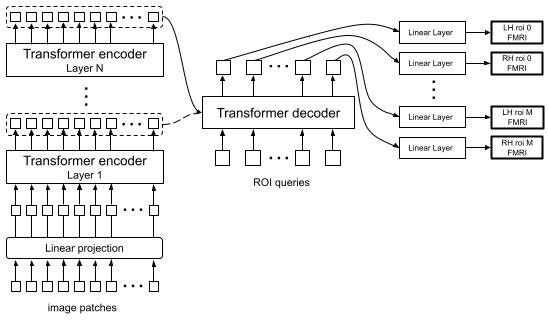 Transformer encoder
Layer N
Transformer encoder
Layer 1
Linear projection
image patches
Transformer decoder
ROI queries
Linear Layer
LH roi 0
FMRI
Linear Layer
RH roi 0
FMRI
Linear Layer
LH roi M
FMRI
Linear Layer
RH roi M
FMRI